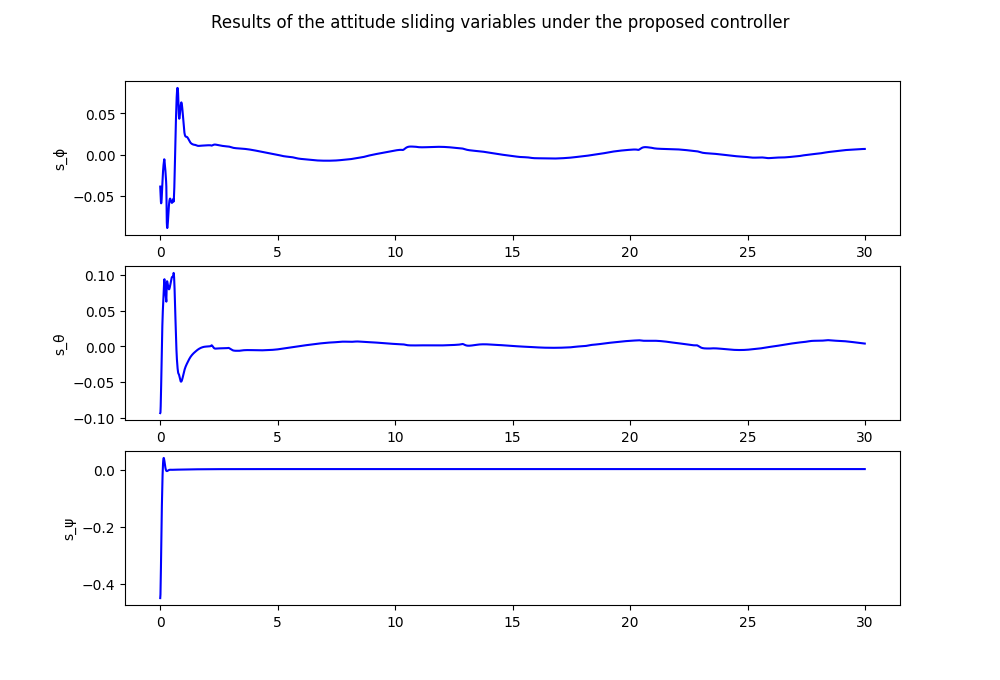 Results of the attitude sliding variables under the proposed controller
s_ϕ
0.05
0.00
−0.05
0 5 10 15 20 25 30
s_θ
0.10
0.05
0.00
−0.05
−0.10
0 5 10 15 20 25 30
s_ψ
0.0
−0.2
−0.4
0 5 10 15 20 25 30